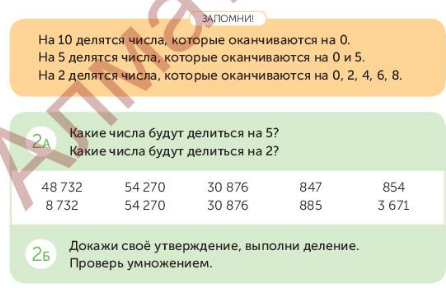 ЗАПОМНИ!
На 10 делятся числа, которые оканчиваются на 0.
На 5 делятся числа, которые оканчиваются на 0 и 5.
На 2 делятся числа, которые оканчиваются на 0, 2, 4, 6, 8.
2А
Какие числа будут делиться на 5?
Какие числа будут делиться на 2?
48 732 54 270 30 876 847 854
8 732 54 270 30 876 885 3 671
2Б
Докажи своё утверждение, выполни деление.
Проверь умножением.
Алма